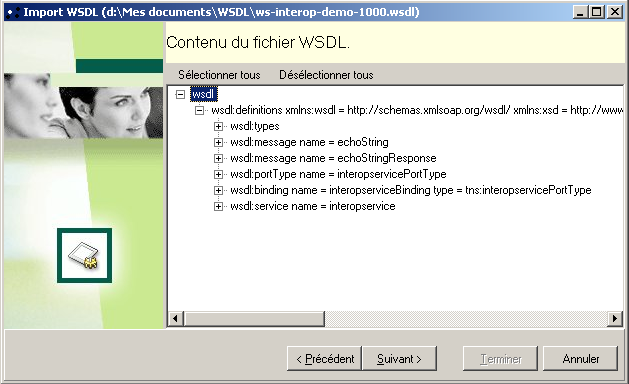 Import WSDL (d:\Mes documents\WSDL\ws-interop-demo-1000.wsdl)
Contenu du fichier WSDL.
Sélectionner tous Désélectionner tous
wsdl
wsdl:definitions xmlns:wsdl = http://schemas.xmlsoap.org/wsdl/ xmlns:xsd = http://www
wsdl:types
wsdl:message name = echoString
wsdl:message name = echoStringResponse
wsdl:portType name = interopservicePortType
wsdl:binding name = interopserviceBinding type = tns:interopservicePortType
wsdl:service name = interopservice
< Précédent Suivant > Terminer Annuler